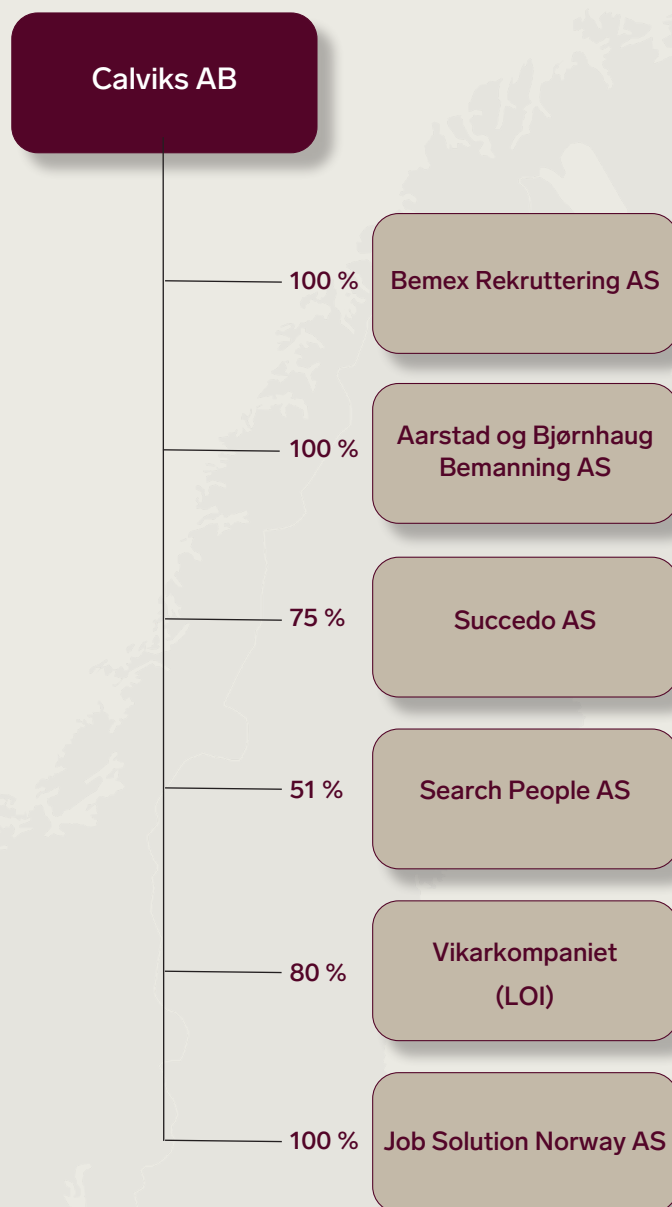 Calviks AB
100 % Bemex Rekruttering AS
100 % Aarstad og Bjørnhaug
Bemanning AS
75 % Succedo AS
51 % Search People AS
80 % Vikarkompaniet
(LOI)
100 % Job Solution Norway AS